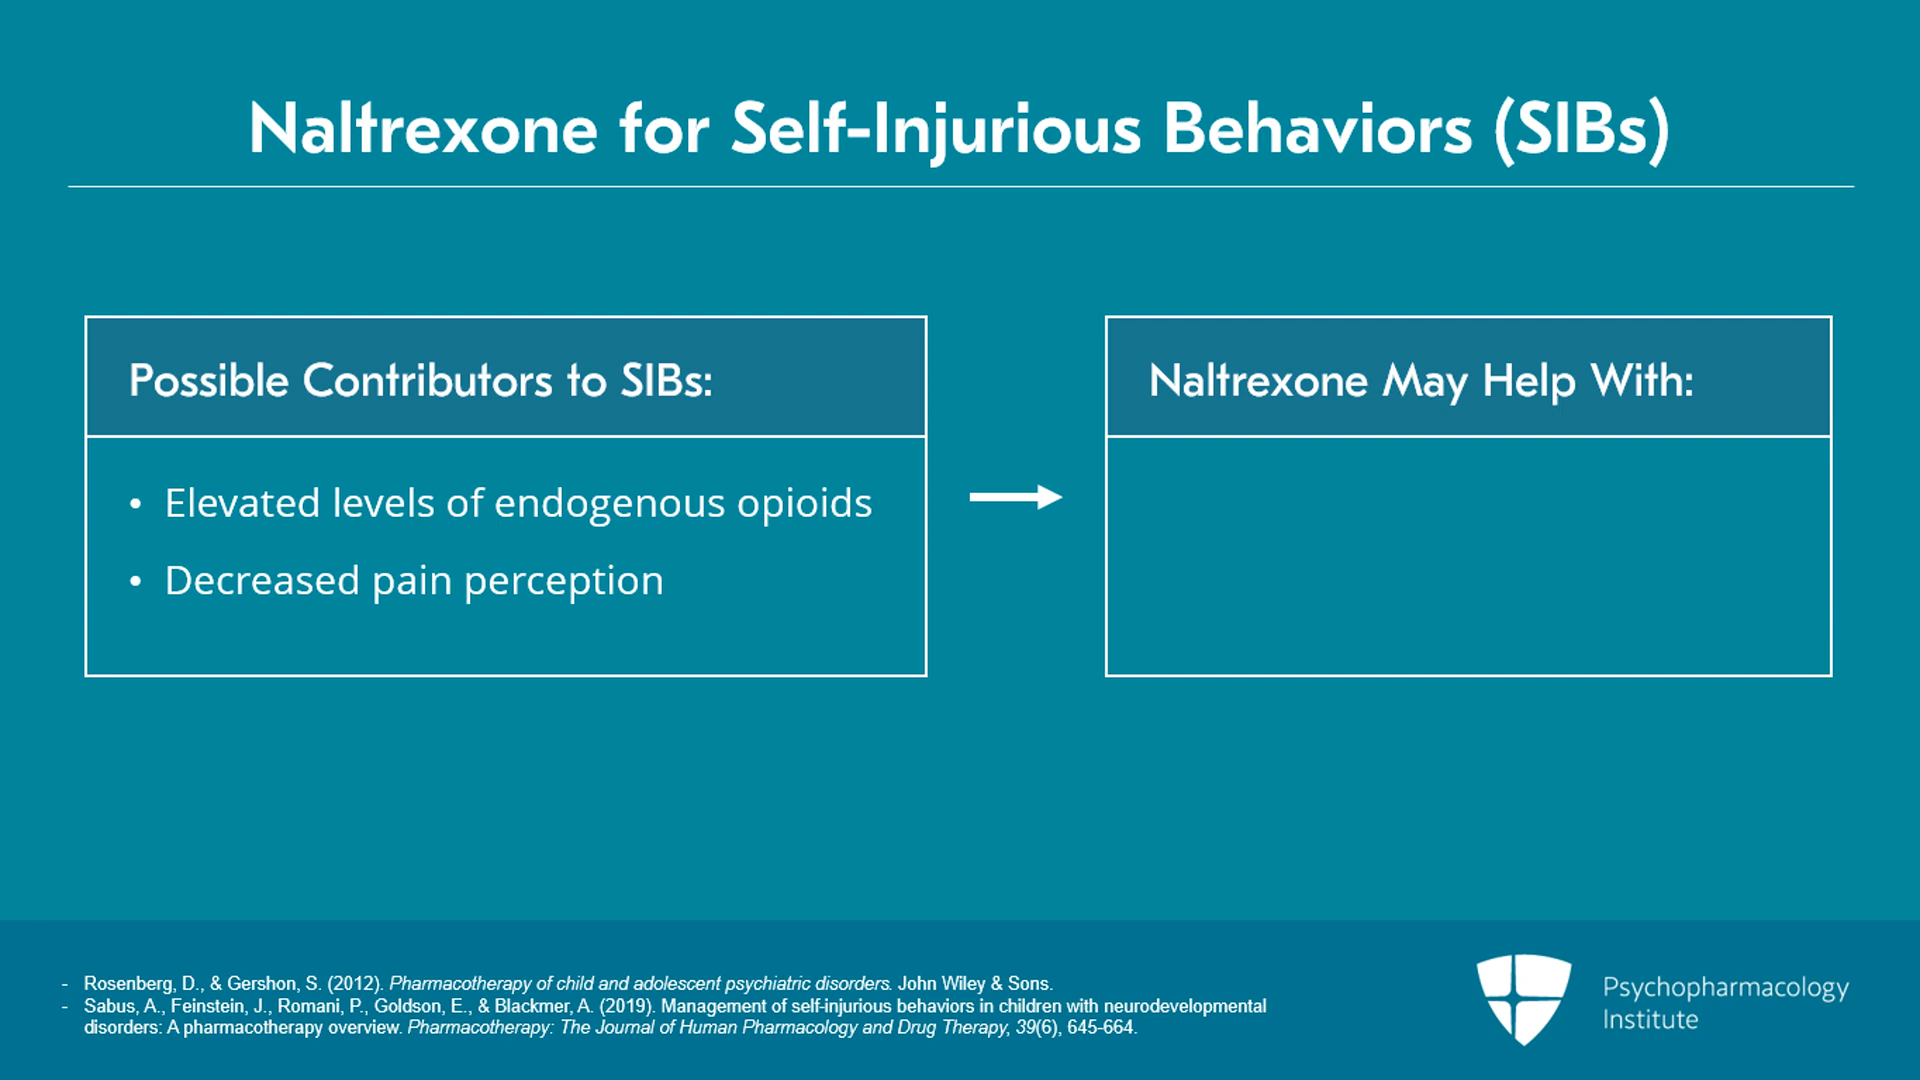 Naltrexone for Self-Injurious Behaviors (SIBs)
Possible Contributors to SIBs:
• Elevated levels of endogenous opioids
• Decreased pain perception
Naltrexone May Help With:
- Rosenberg, D., & Gershon, S. (2012). Pharmacotherapy of child and adolescent psychiatric disorders. John Wiley & Sons.
- Sabus, A., Feinstein, J., Romani, P., Goldson, E., & Blackmer, A. (2019). Management of self-injurious behaviors in children with neurodevelopmental
disorders: A pharmacotherapy overview. Pharmacotherapy: The Journal of Human Pharmacology and Drug Therapy, 39(6), 645-664.
Psychopharmacology
Institute